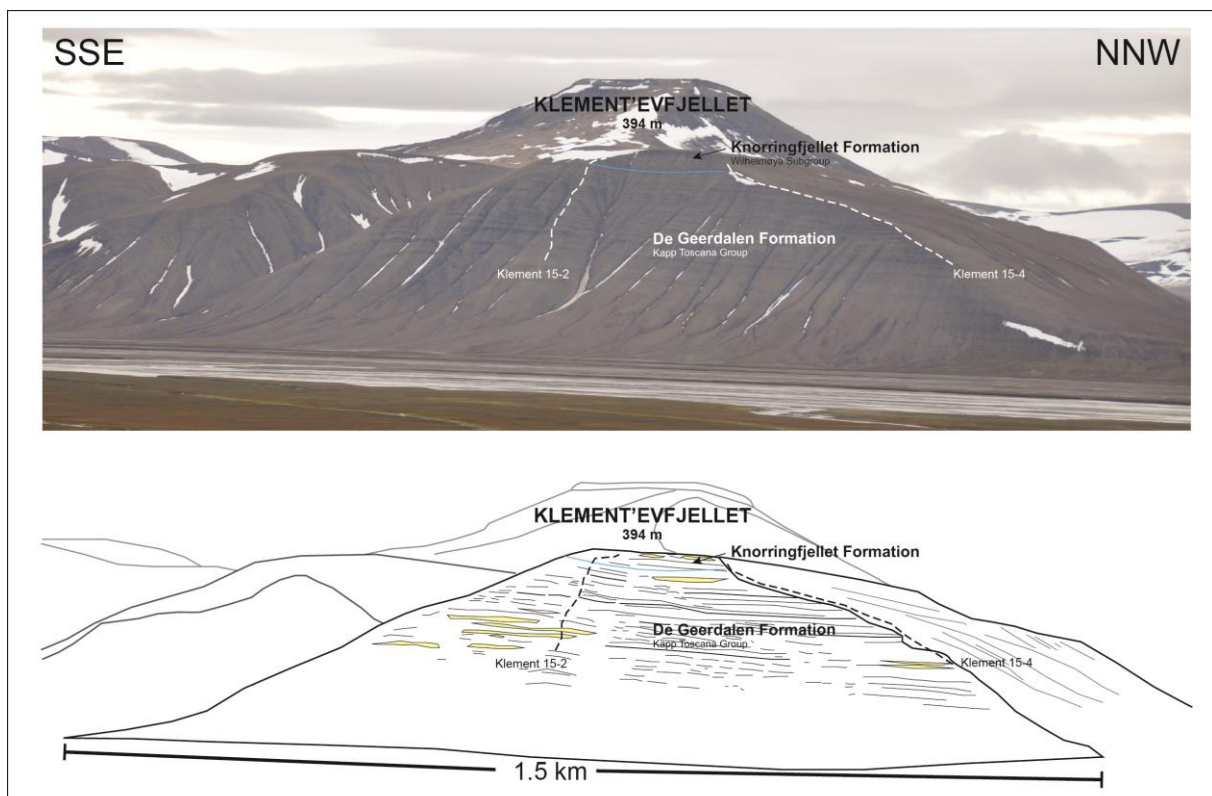 SSE
NNW
KLEMENT'EVFJELLET
394 m
Knorringfjellet Formation
Wilhelmøya Subgroup
De Geerdalen Formation
Kapp Toscana Group
Klement 15-2
Klement 15-4
KLEMENT'EVFJELLET
394 m
Knorringfjellet Formation
De Geerdalen Formation
Kapp Toscana Group
Klement 15-2
Klement 15-4
1.5 km